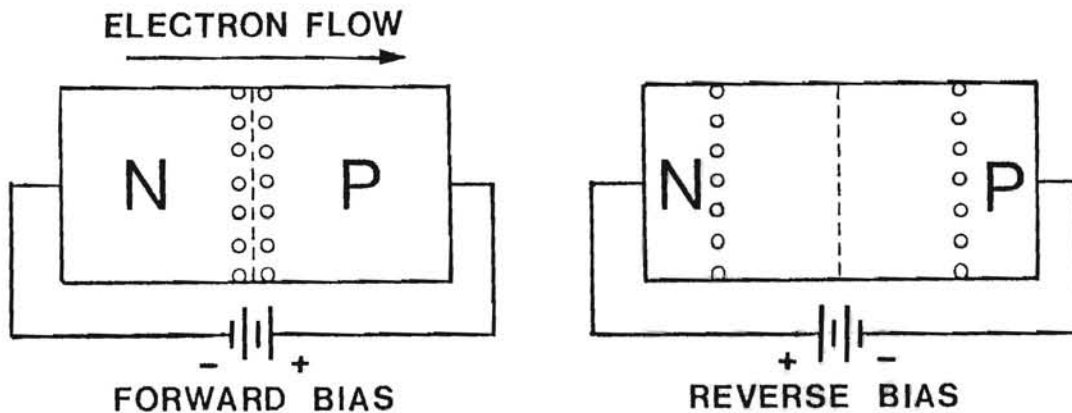 ELECTRON FLOW
N P
- +
FORWARD BIAS
N P
+ -
REVERSE BIAS